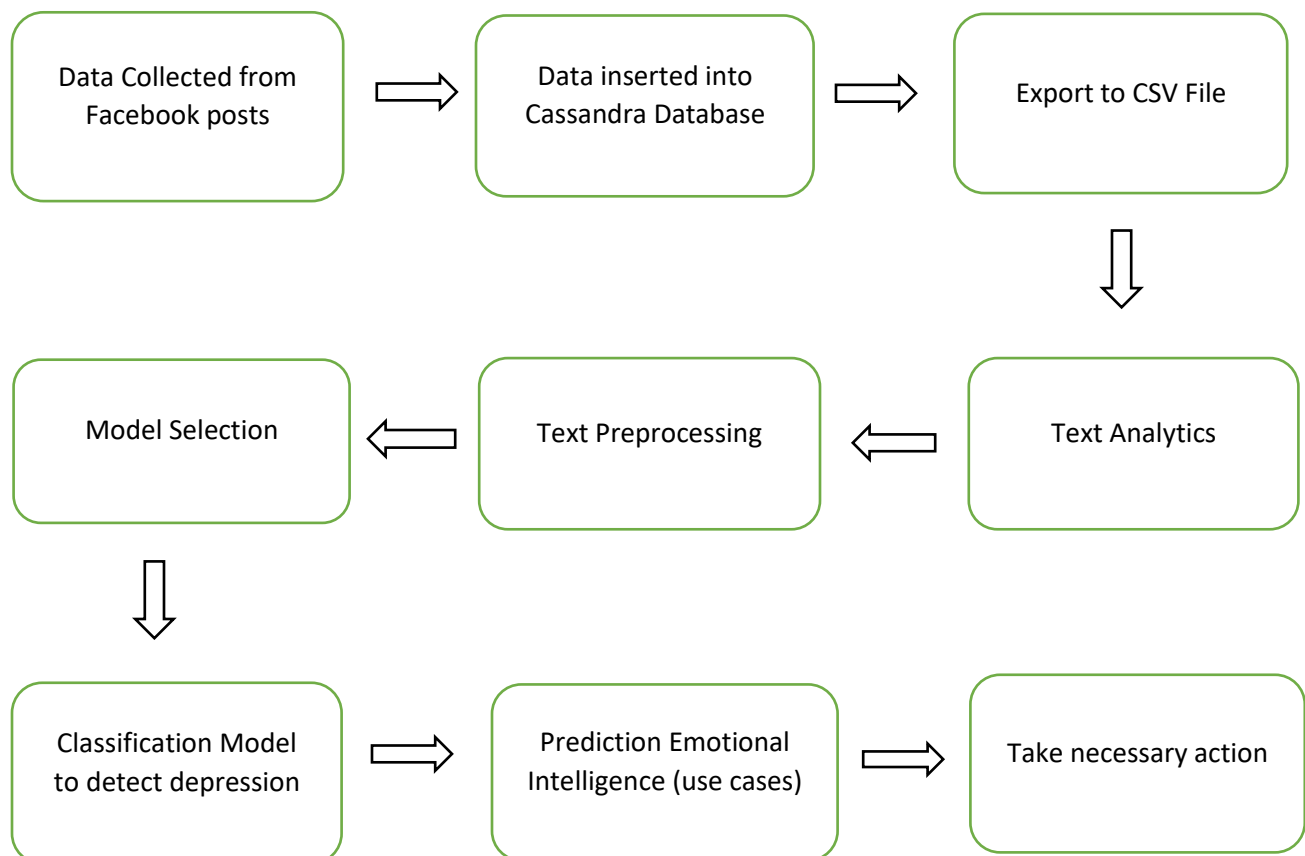 Data Collected from
Facebook posts
Data inserted into
Cassandra Database
Export to CSV File
Text Analytics
Text Preprocessing
Model Selection
Classification Model
to detect depression
Prediction Emotional
Intelligence (use cases)
Take necessary action